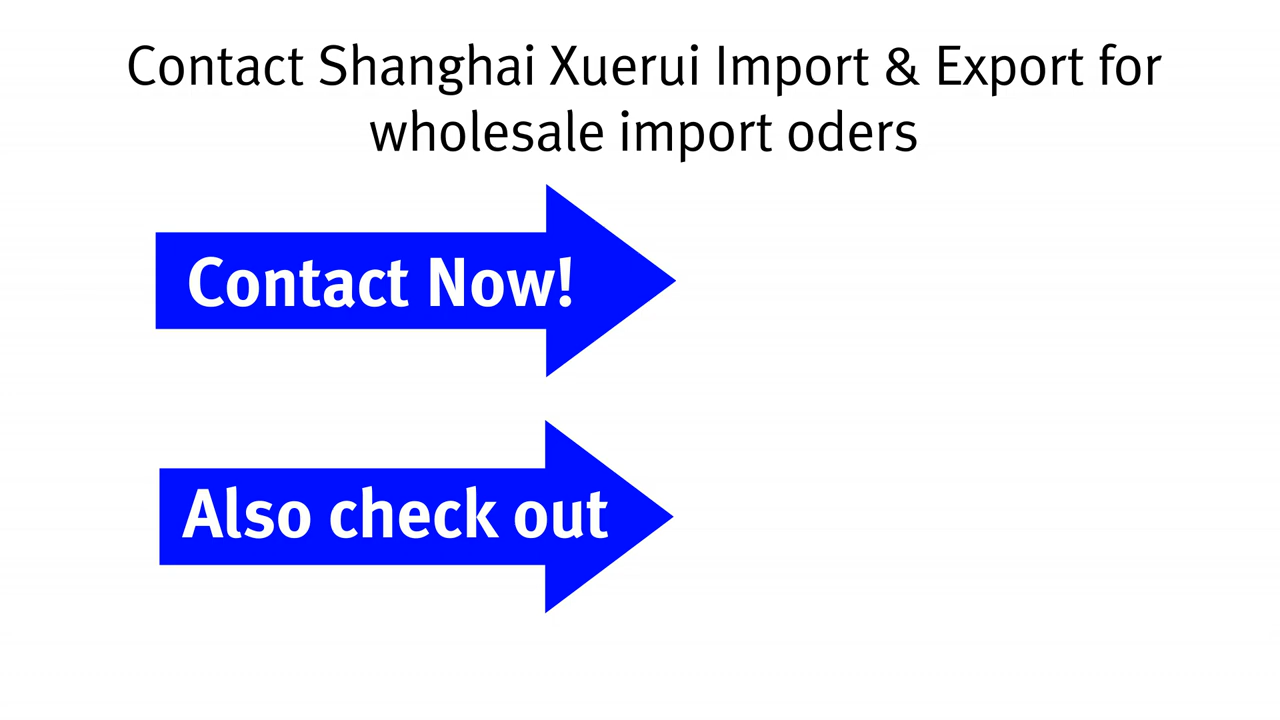 Contact Shanghai Xuerui Import & Export for
wholesale import oders
Contact Now!
Also check out